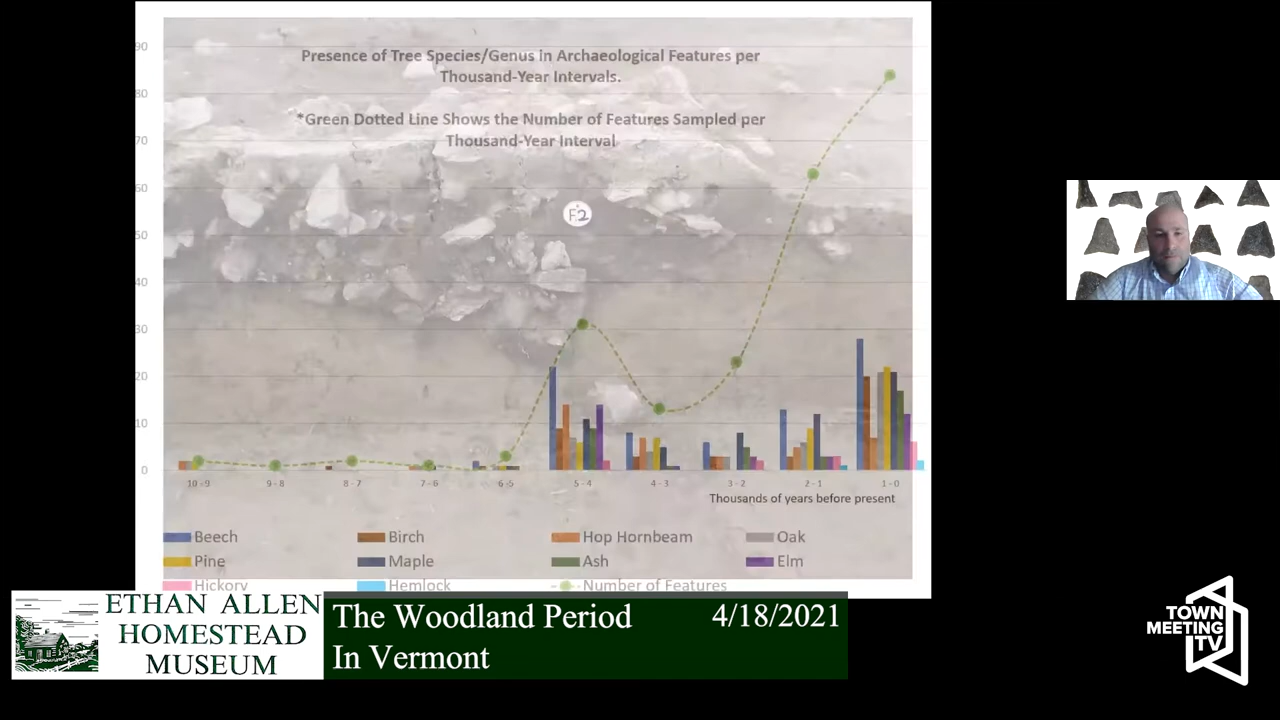 Presence of Tree Species/Genus in Archaeological Features per
Thousand-Year Intervals.
*Green Dotted Line Shows the Number of Features Sampled per
Thousand-Year Interval
90
80
70
60
50
40
30
20
10
0
F.2
10 - 9 9 - 8 8 - 7 7 - 6 6 -5 5 - 4 4 - 3 3 - 2 2 - 1 1 - 0
Thousands of years before present
Beech Birch Hop Hornbeam Oak
Pine Maple Ash Elm
Hickory Hemlock Number of Features
ETHAN ALLEN
HOMESTEAD
MUSEUM
The Woodland Period 4/18/2021
In Vermont
TOWN
MEETING
TV